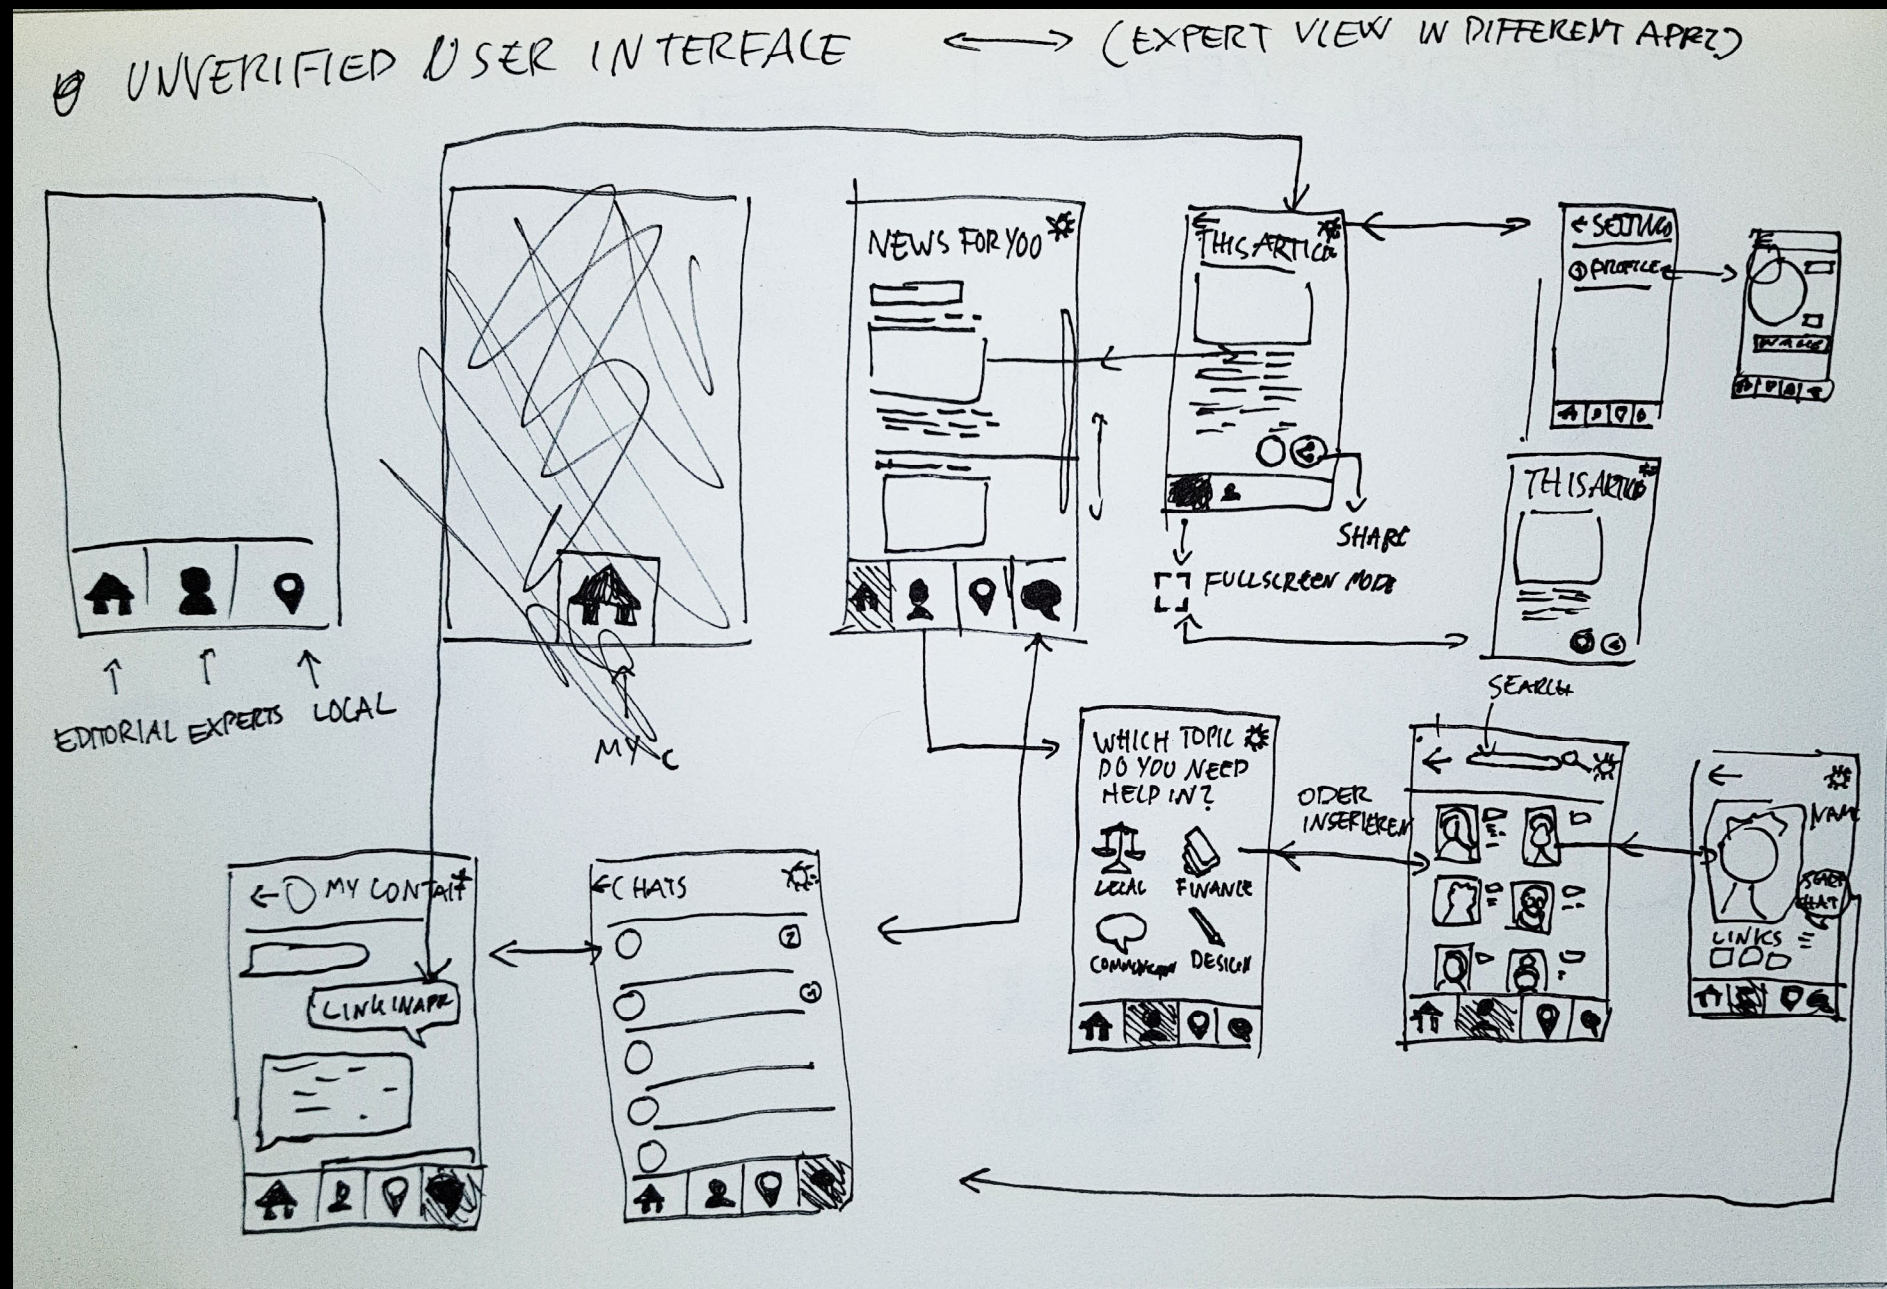 UNVERIFIED USER INTERFACE
(EXPERT VIEW IN DIFFERENT APP?)
NEWS FOR YOU
THIS ARTICLE
← SETTINGS
PROFILE
SHARE
FULLSCREEN MODE
THIS ARTICLE
EDITORIAL
EXPERTS
LOCAL
MY C
SEARCH
WHICH TOPIC
DO YOU NEED
HELP IN?
LEGAL
FINANCE
DESIGN
ODER
INSERIEREN
NAME
START
CHAT
LINKS
← MY CONTACT
LINK IN APP
← CHATS
2